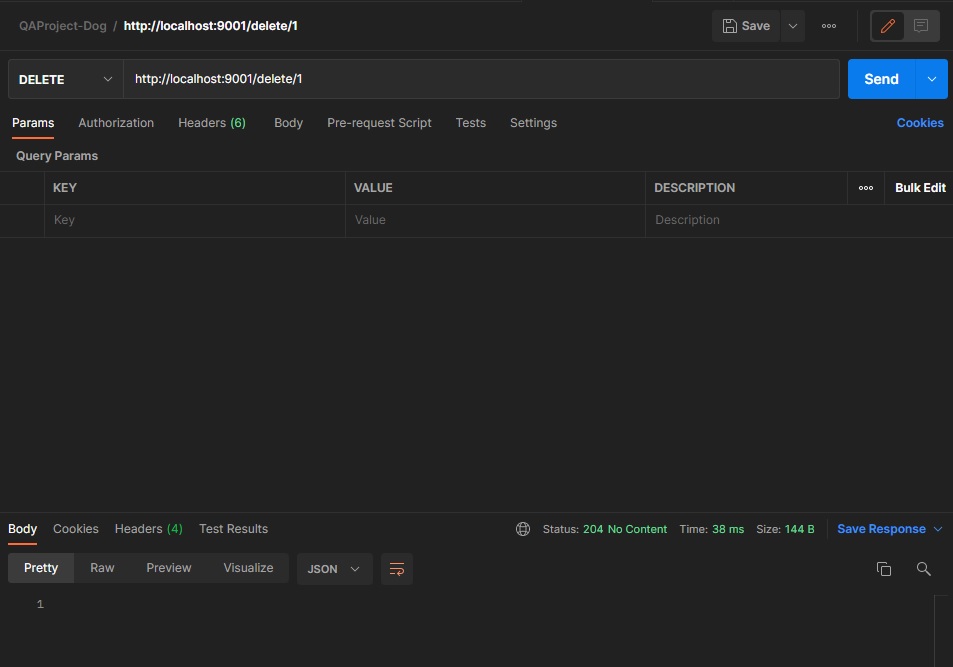 QAProject-Dog / http://localhost:9001/delete/1 Save
DELETE http://localhost:9001/delete/1 Send
Params Authorization Headers (6) Body Pre-request Script Tests Settings Cookies
Query Params
KEY VALUE DESCRIPTION Bulk Edit
Key Value Description
Body Cookies Headers (4) Test Results Status: 204 No Content Time: 38 ms Size: 144 B Save Response
Pretty Raw Preview Visualize JSON
1